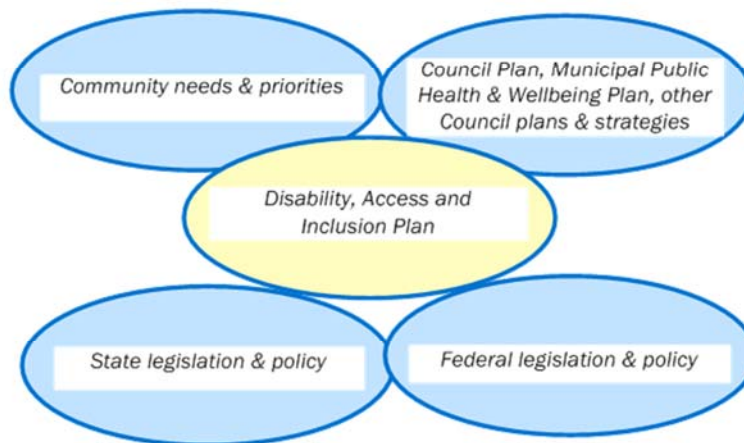 Community needs & priorities
Council Plan, Municipal Public
Health & Wellbeing Plan, other
Council plans & strategies
Disability, Access and
Inclusion Plan
State legislation & policy
Federal legislation & policy